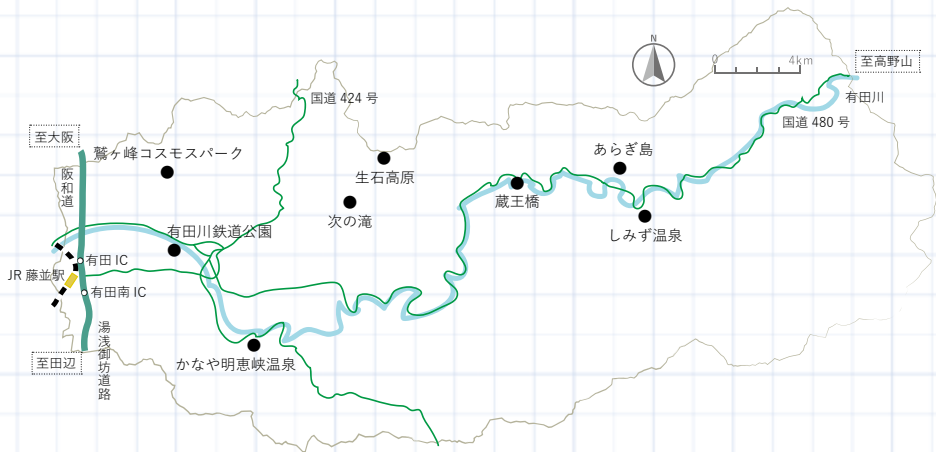 N
0
4km
至高野山
有田川
国道 424 号
国道 480 号
至大阪
鷲ヶ峰コスモスパーク
あらぎ島
阪和道
生石高原
蔵王橋
次の滝
有田川鉄道公園
しみず温泉
有田 IC
JR 藤並駅
有田南 IC
湯浅御坊道路
至田辺
かなや明恵峡温泉